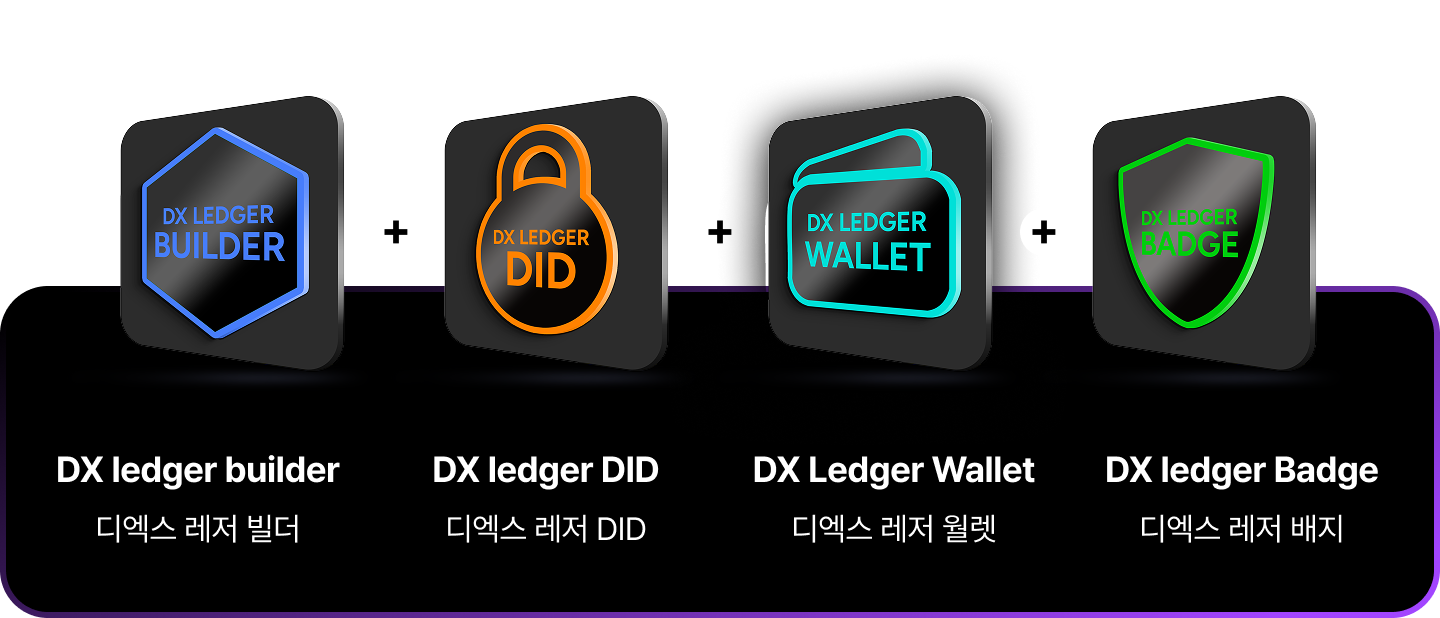 DX LEDGER
BUILDER
+
DX LEDGER
DID
+
DX LEDGER
WALLET
+
DX LEDGER
BADGE
DX ledger builder
디엑스 레저 빌더
DX ledger DID
디엑스 레저 DID
DX Ledger Wallet
디엑스 레저 월렛
DX ledger Badge
디엑스 레저 배지